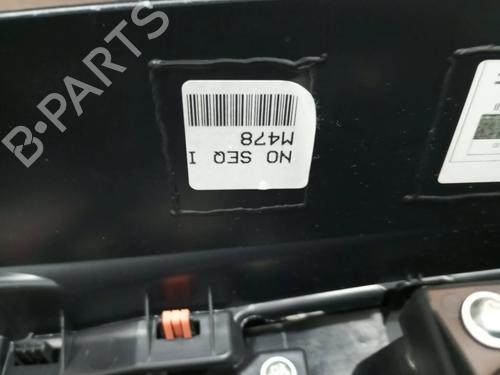 NO SEQ I
M478
B-PARTS